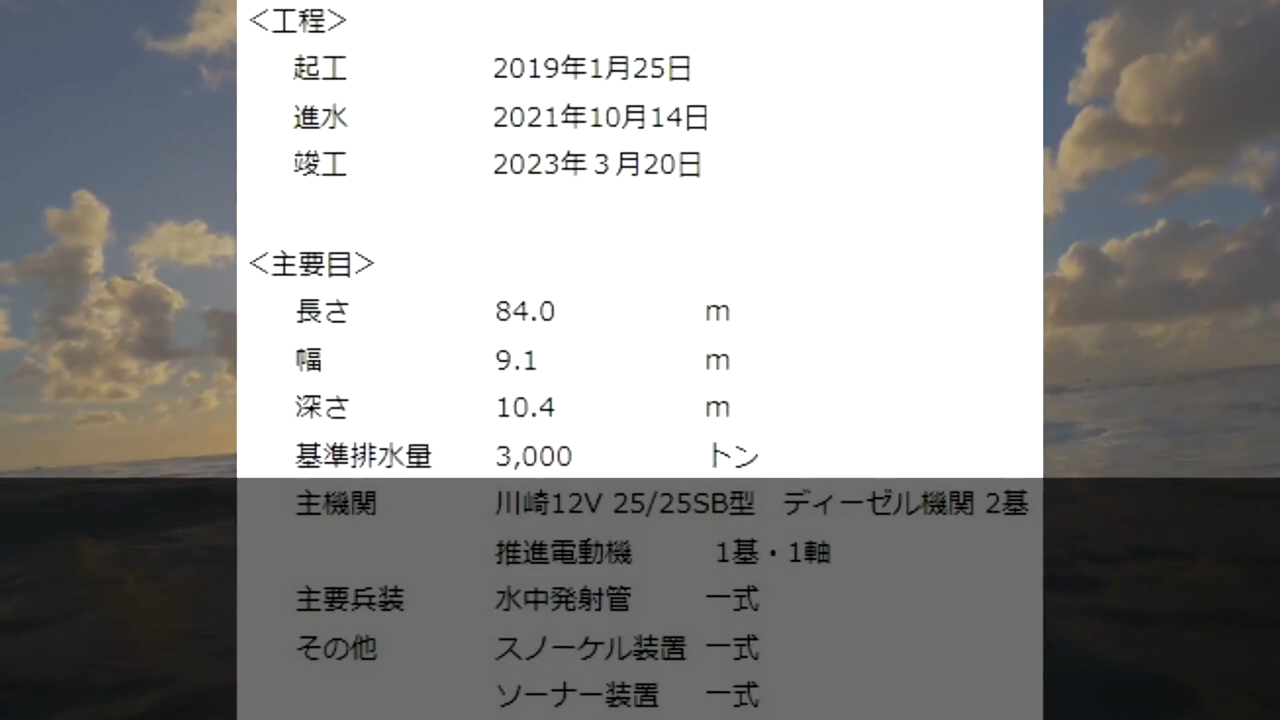 ＜工程＞
起工 2019年1月25日
進水 2021年10月14日
竣工 2023年３月20日
＜主要目＞
長さ 84.0 m
幅 9.1 m
深さ 10.4 m
基準排水量 3,000 トン
主機関 川崎12V 25/25SB型 ディーゼル機関 2基
推進電動機 1基・1軸
主要兵装 水中発射管 一式
その他 スノーケル装置 一式
ソーナー装置 一式